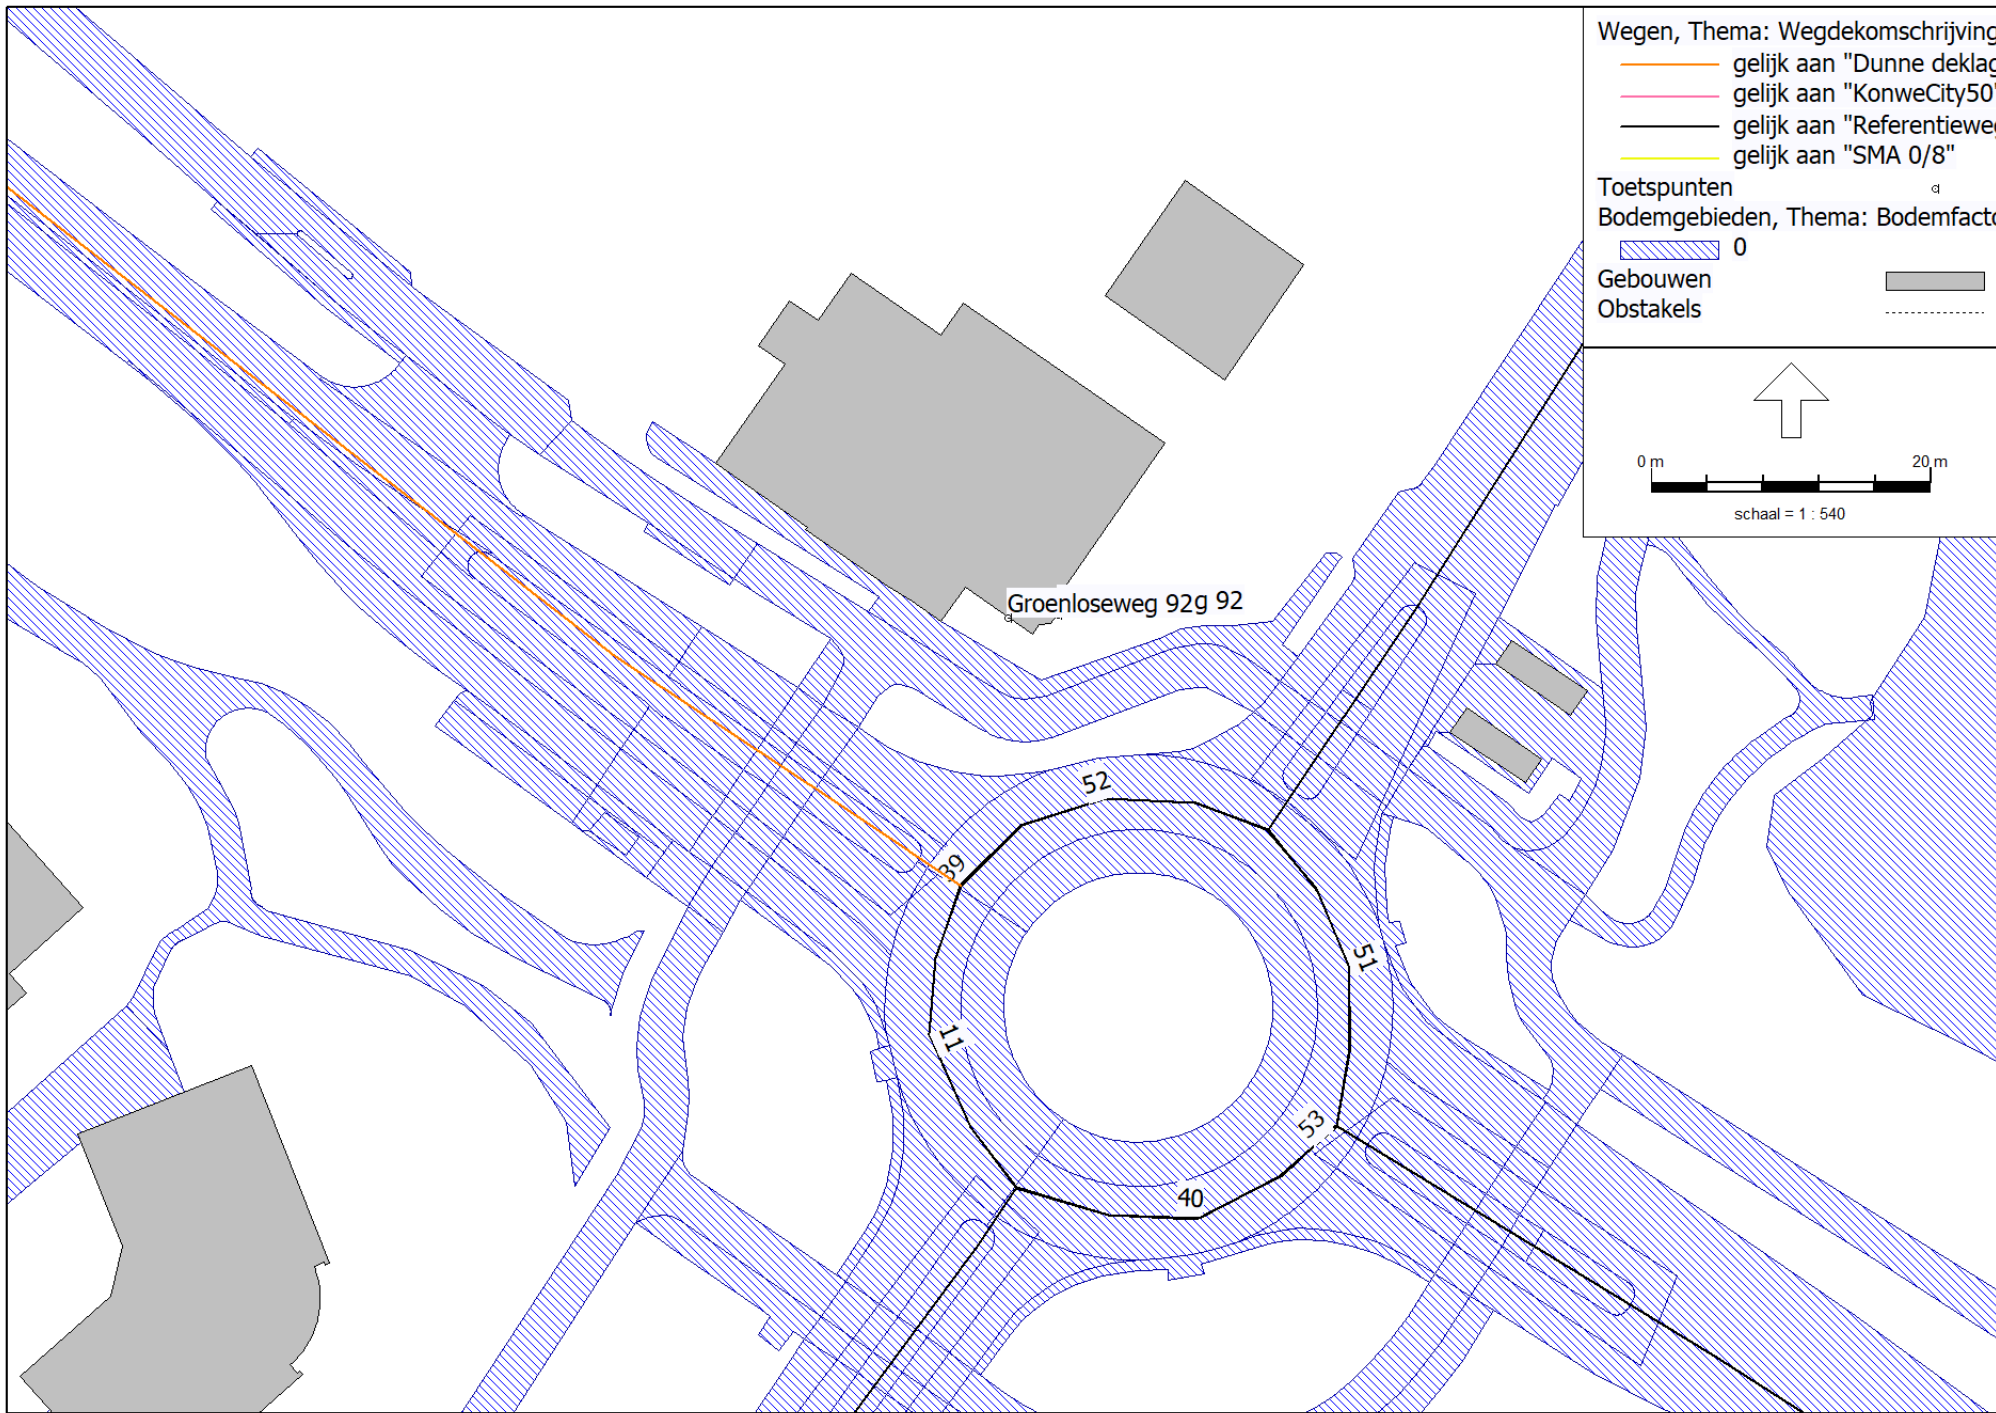 Wegen, Thema: Wegdekomschrijving
gelijk aan "Dunne deklag
gelijk aan "KonweCity50"
gelijk aan "Referentieweg
gelijk aan "SMA 0/8"
Toetspunten
Bodemgebieden, Thema: Bodemfacto
0
Gebouwen
Obstakels
0 m 20 m
schaal = 1 : 540
Groenloseweg 92g 92
52
39
51
11
53
40